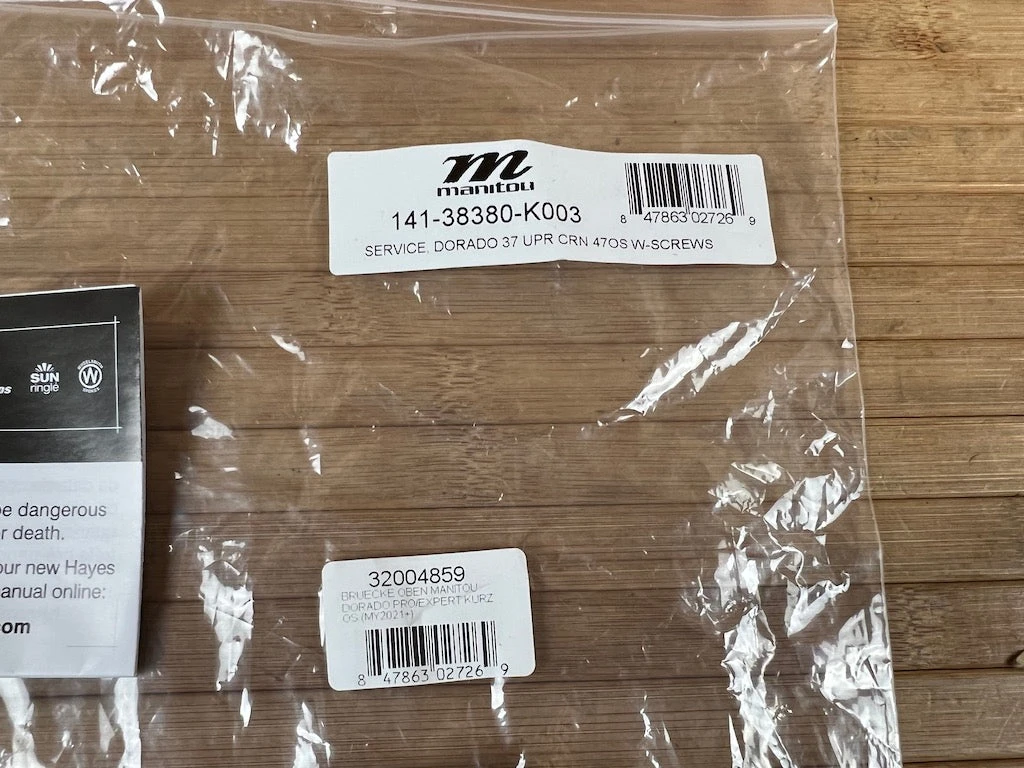 m
manitou
141-38380-K003
8 47863 02726 9
SERVICE, DORADO 37 UPR CRN 47OS W-SCREWS
SUN
ringlé
W
be dangerous
r death.
our new Hayes
anual online:
com
32004859
BRUECKE OBEN MANITOU
DORADO PRO/EXPERT KURZ
OS (MY2021+)
8 47863 02726 9